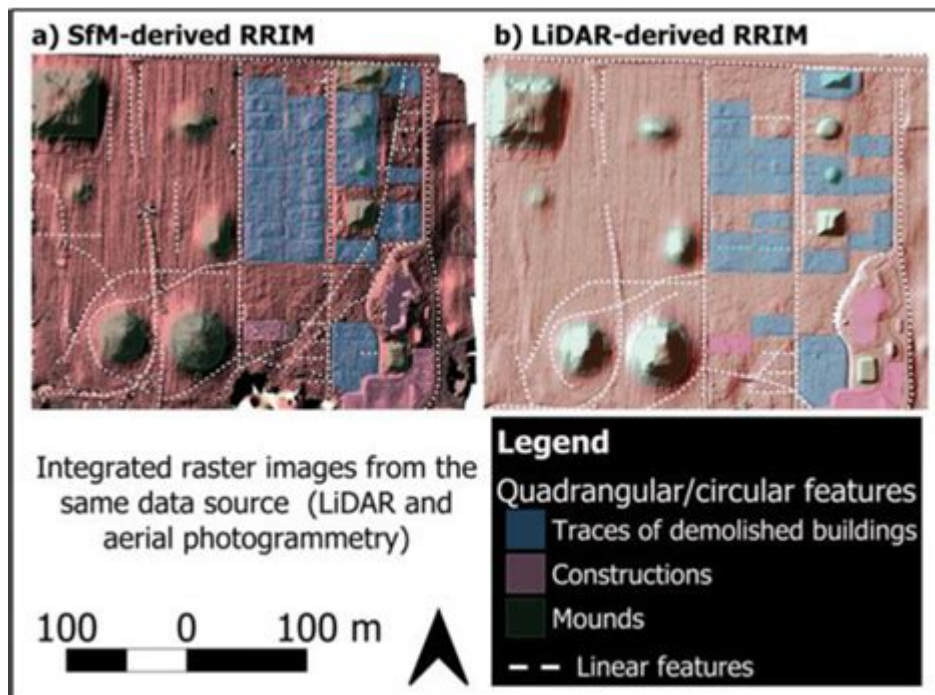 a) SfM-derived RRIM
b) LiDAR-derived RRIM
Integrated raster images from the
same data source (LiDAR and
aerial photogrammetry)
100 0 100 m
Legend
Quadrangular/circular features
Traces of demolished buildings
Constructions
Mounds
Linear features